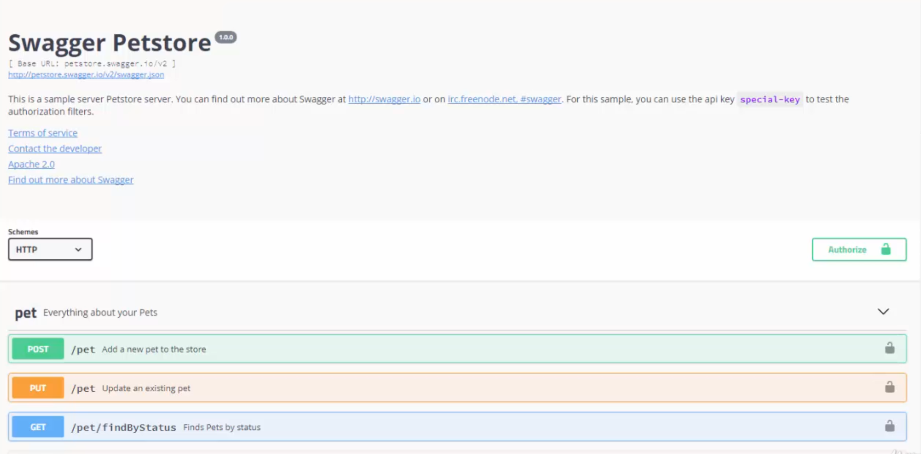 Swagger Petstore 1.0.0
[ Base URL: petstore.swagger.io/v2 ]
http://petstore.swagger.io/v2/swagger.json
This is a sample server Petstore server. You can find out more about Swagger at http://swagger.io or on irc.freenode.net, #swagger. For this sample, you can use the api key special-key to test the
authorization filters.
Terms of service
Contact the developer
Apache 2.0
Find out more about Swagger
Schemes
HTTP
Authorize
pet Everything about your Pets
POST /pet Add a new pet to the store
PUT /pet Update an existing pet
GET /pet/findByStatus Finds Pets by status